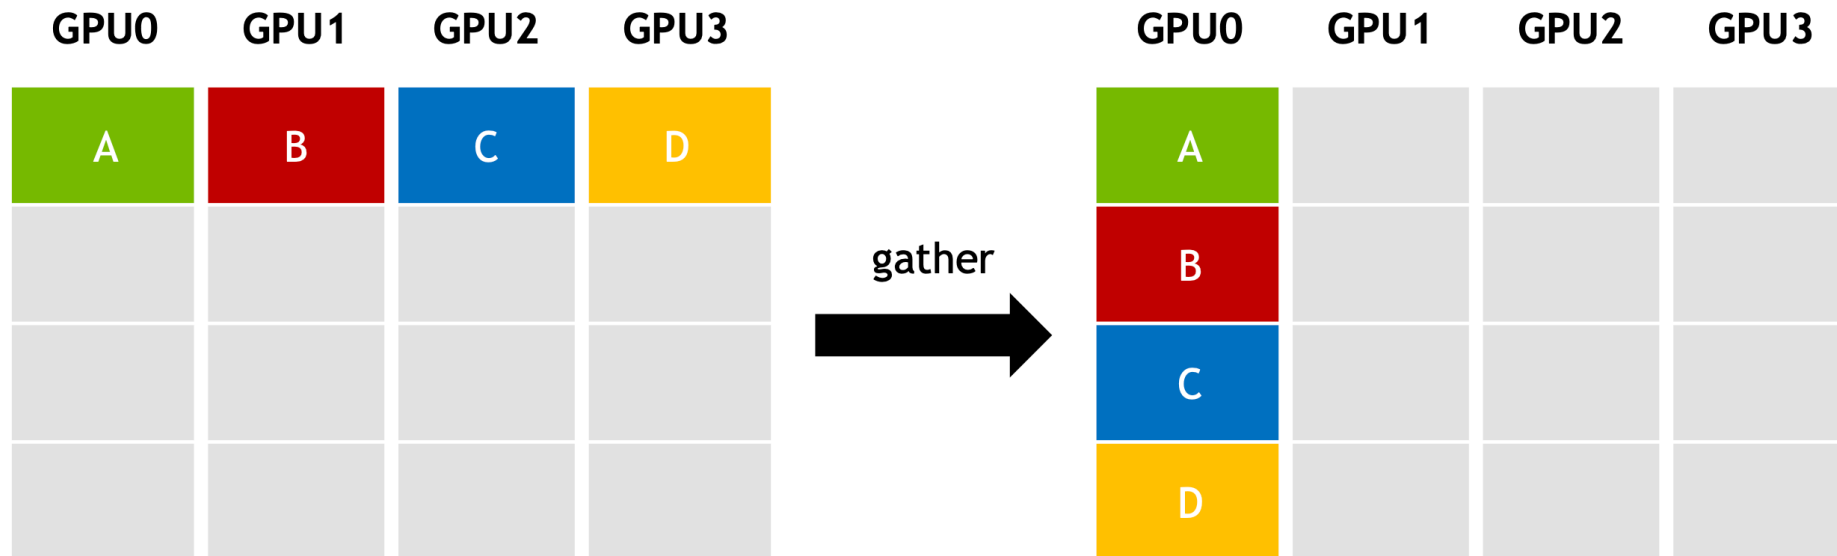 GPU0 GPU1 GPU2 GPU3
A B C D
gather
GPU0 GPU1 GPU2 GPU3
A
B
C
D